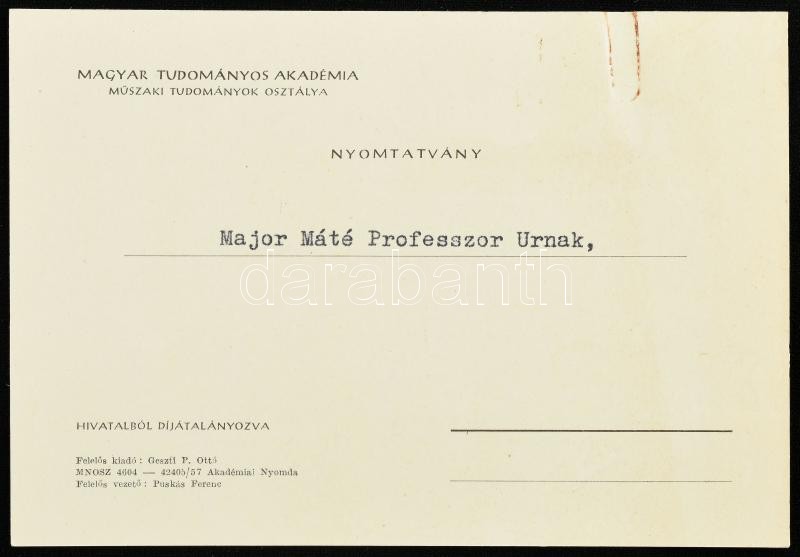 MAGYAR TUDOMÁNYOS AKADÉMIA
MŰSZAKI TUDOMÁNYOK OSZTÁLYA
NYOMTATVÁNY
Major Máté Professzor Urnak,
darabanth
HIVATALBÓL DÍJÁTALÁNYOZVA
Felelős kiadó: Geszti P. Ottó
MNOSZ 4604 — 42405/57 Akadémiai Nyomda
Felelős vezető: Puskás Ferenc